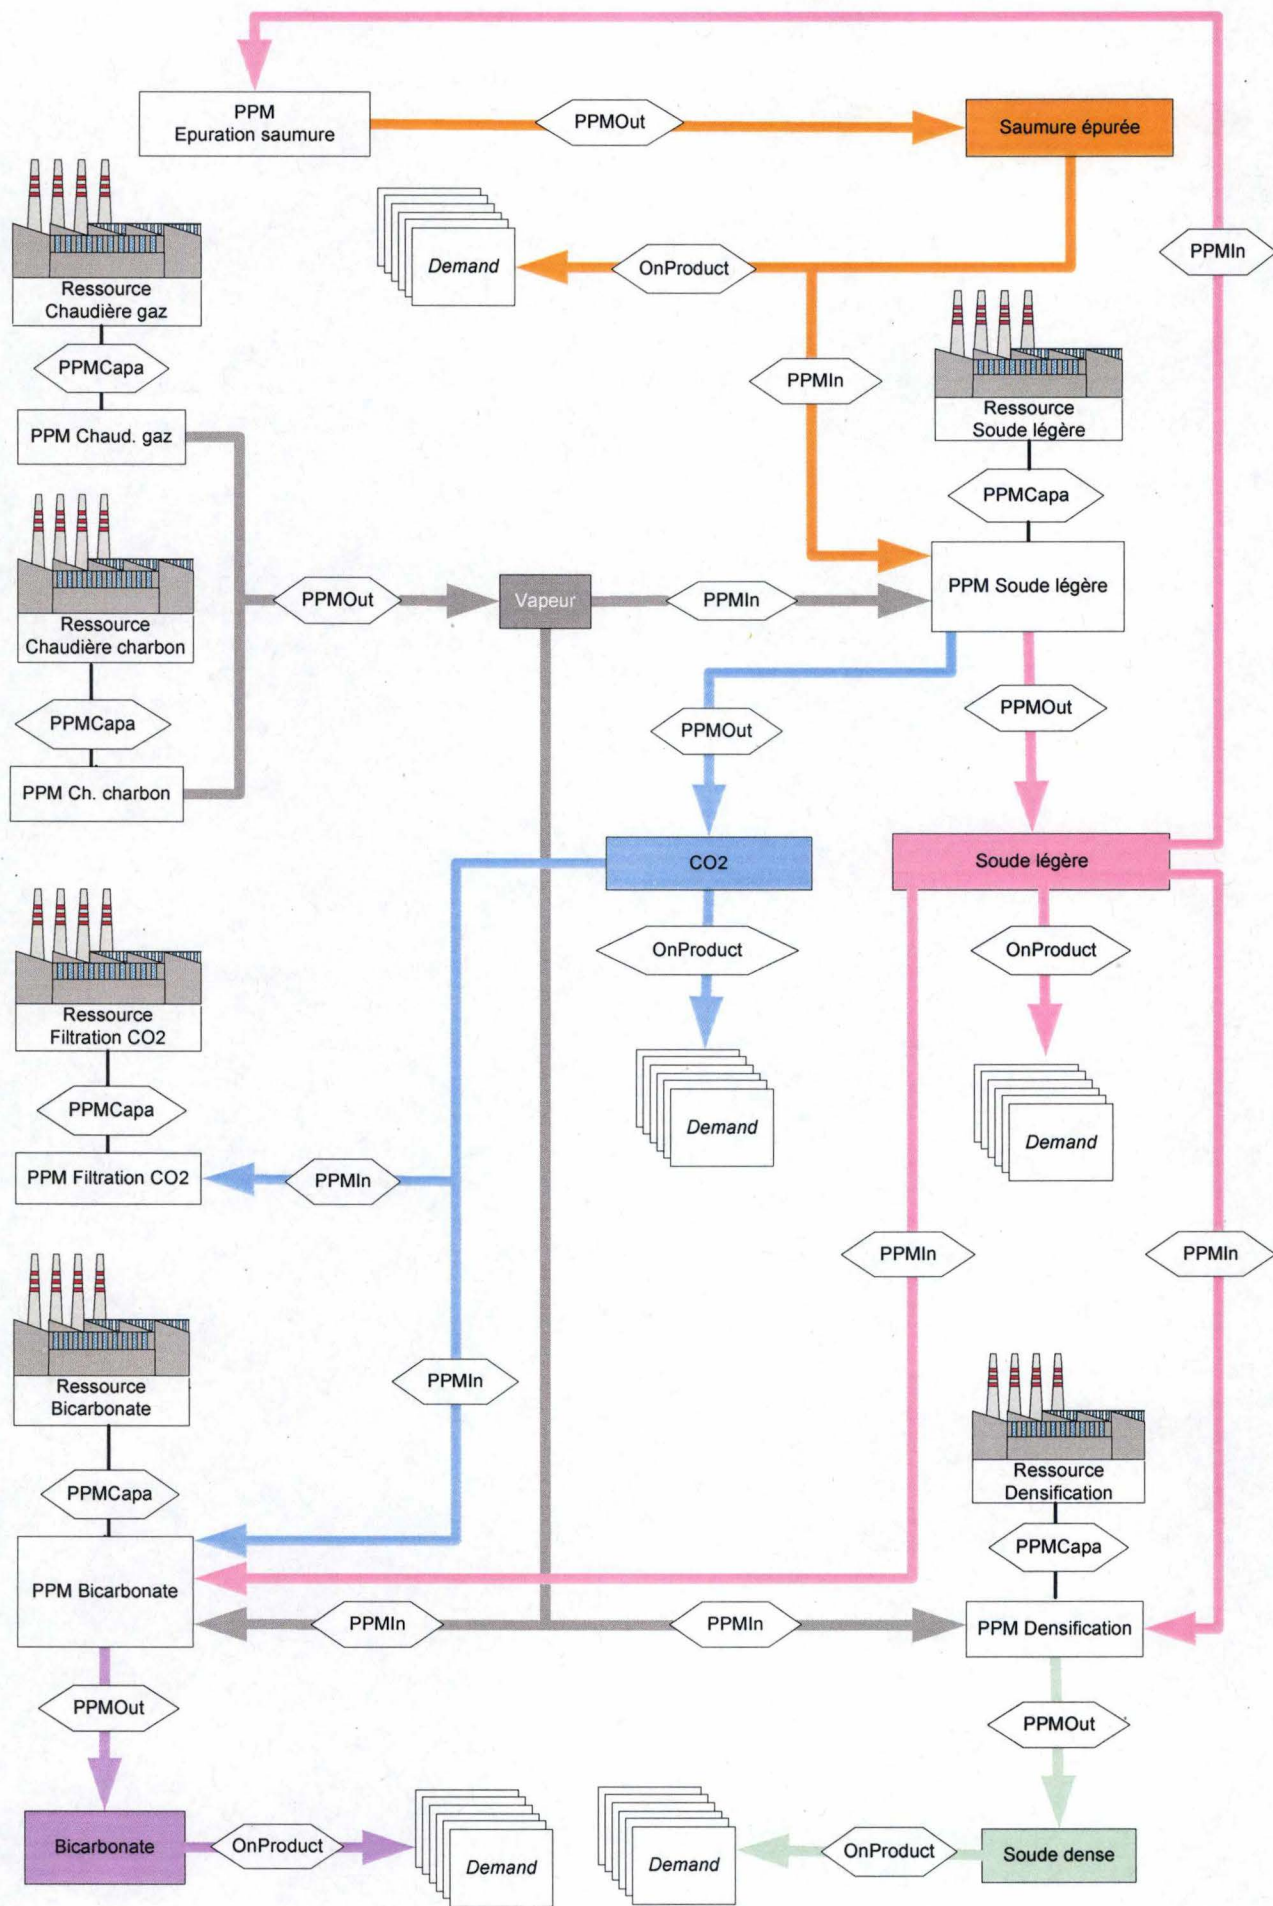 PPM
Epuration saumure
PPMOut
Saumure épurée
PPMIn
Demand
OnProduct
Ressource
Chaudière gaz
PPMCapa
PPMIn
Ressource
Soude légère
PPM Chaud. gaz
PPMCapa
PPMOut
Vapeur
PPMIn
PPM Soude légère
Ressource
Chaudière charbon
PPMCapa
PPMOut
PPMOut
PPM Ch. charbon
CO2
Soude légère
OnProduct
OnProduct
Ressource
Filtration CO2
PPMCapa
Demand
Demand
PPM Filtration CO2
PPMIn
PPMIn
PPMIn
Ressource
Bicarbonate
PPMIn
Ressource
Densification
PPMCapa
PPMCapa
PPM Bicarbonate
PPMIn
PPMIn
PPM Densification
PPMOut
PPMOut
Bicarbonate
OnProduct
Demand
Demand
OnProduct
Soude dense